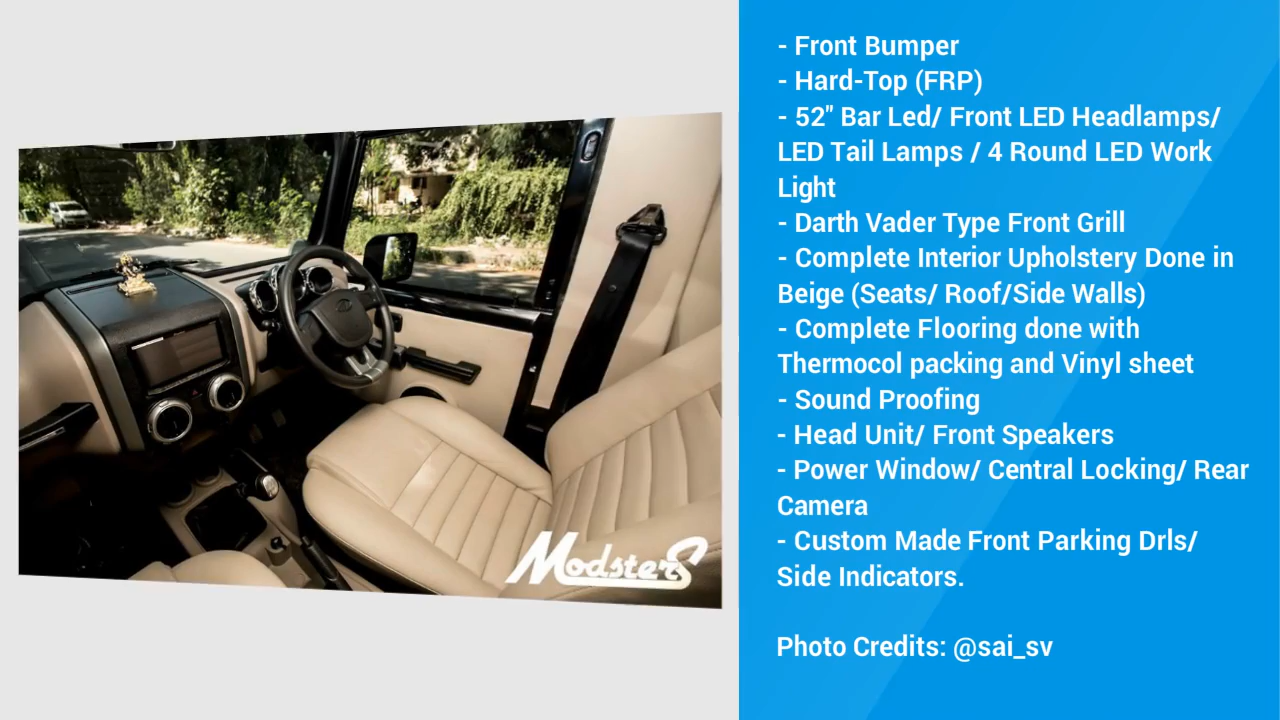 - Front Bumper
- Hard-Top (FRP)
- 52" Bar Led/ Front LED Headlamps/
LED Tail Lamps / 4 Round LED Work
Light
- Darth Vader Type Front Grill
- Complete Interior Upholstery Done in
Beige (Seats/ Roof/Side Walls)
- Complete Flooring done with
Thermocol packing and Vinyl sheet
- Sound Proofing
- Head Unit/ Front Speakers
- Power Window/ Central Locking/ Rear
Camera
- Custom Made Front Parking Drls/
Side Indicators.
Photo Credits: @sai_sv
Modsters